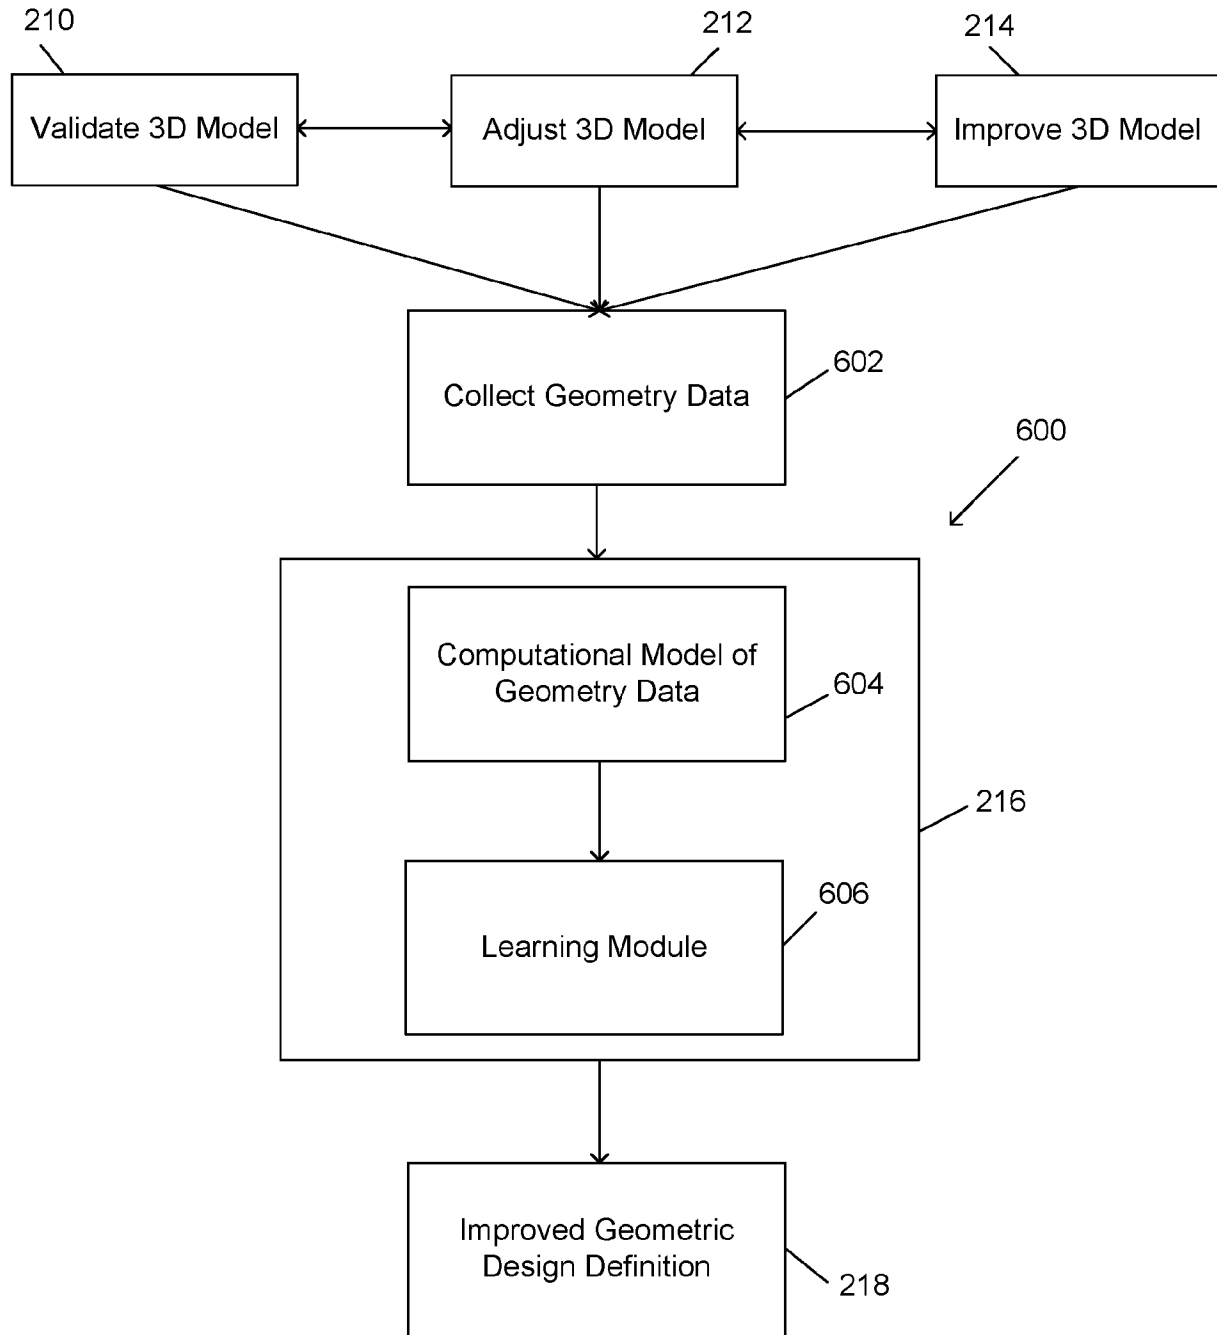 210
212
214
Validate 3D Model
Adjust 3D Model
Improve 3D Model
602
Collect Geometry Data
600
Computational Model of
Geometry Data
604
216
606
Learning Module
Improved Geometric
Design Definition
218